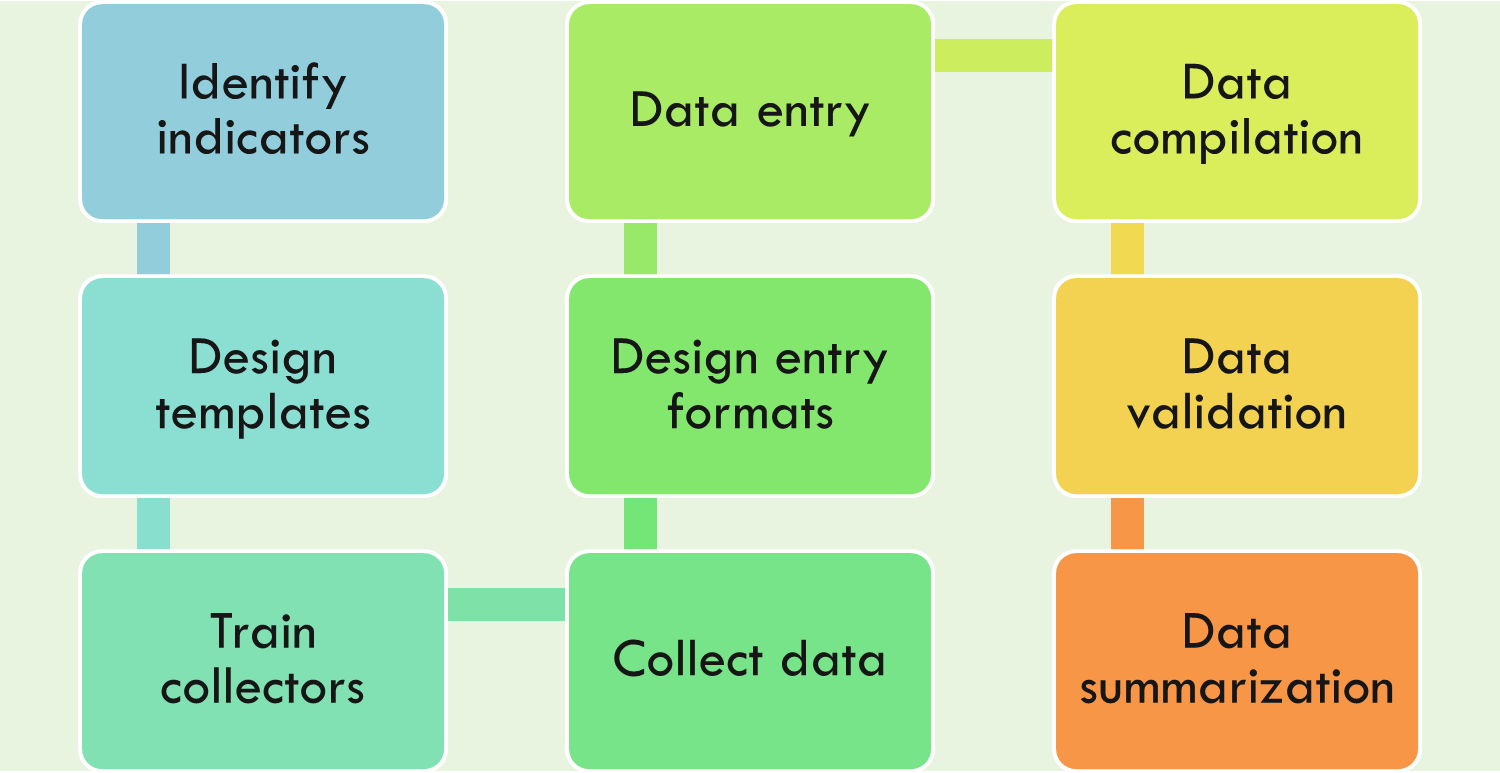 Identify
indicators
Design
templates
Train
collectors
Collect data
Design entry
formats
Data entry
Data
compilation
Data
validation
Data
summarization